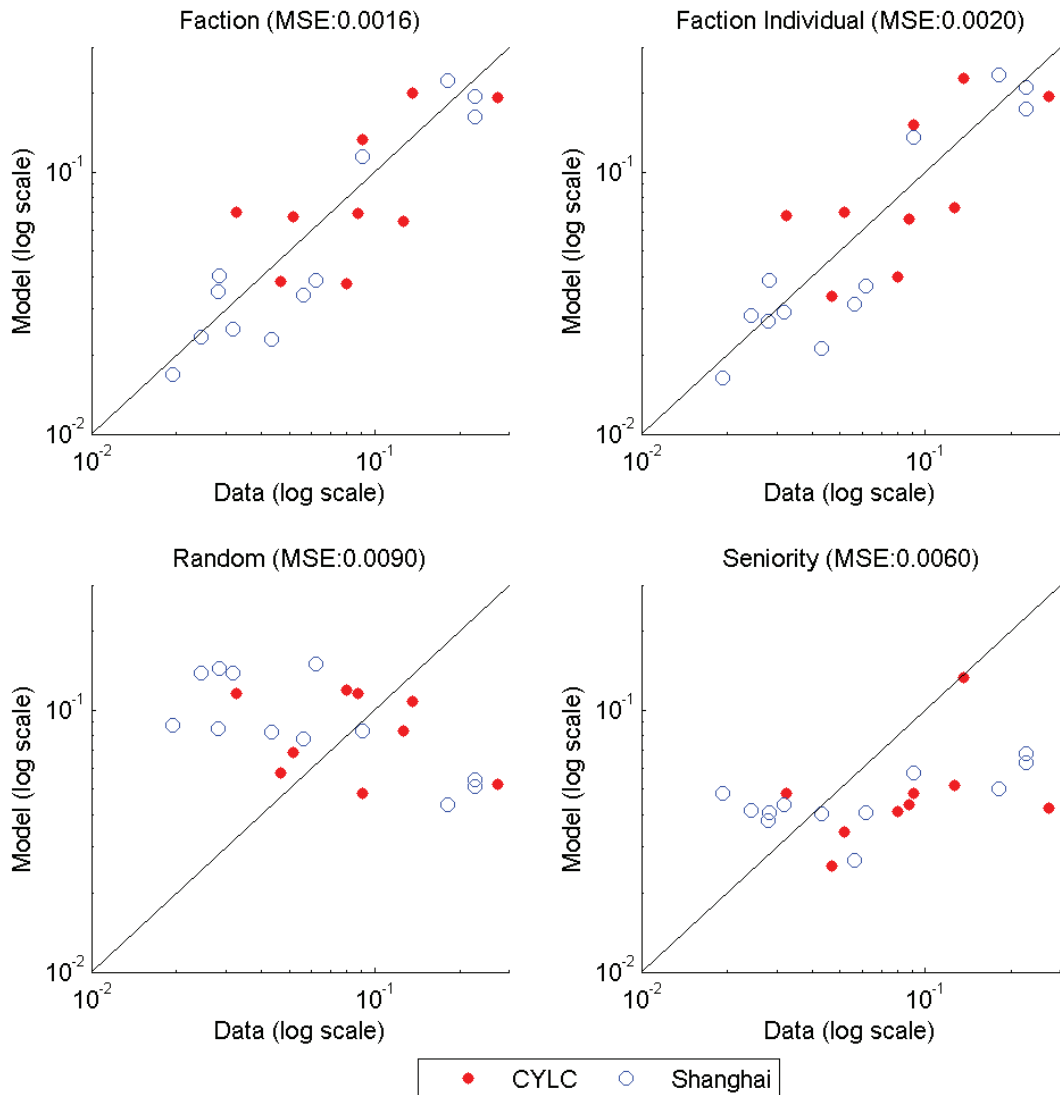 Faction (MSE:0.0016)
Faction Individual (MSE:0.0020)
Model (log scale)
10^-1
10^-2
10^-2
10^-1
Data (log scale)
Model (log scale)
10^-1
10^-2
10^-2
10^-1
Data (log scale)
Random (MSE:0.0090)
Seniority (MSE:0.0060)
Model (log scale)
10^-1
10^-2
10^-2
10^-1
Data (log scale)
Model (log scale)
10^-1
10^-2
10^-2
10^-1
Data (log scale)
CYLC
Shanghai